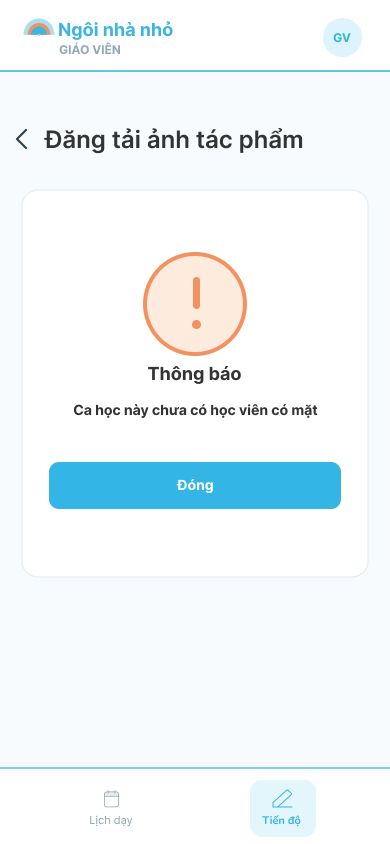 Ngôi nhà nhỏ
GIÁO VIÊN
GV
Đăng tải ảnh tác phẩm
Thông báo
Ca học này chưa có học viên có mặt
Đóng
Lịch dạy
Tiến độ